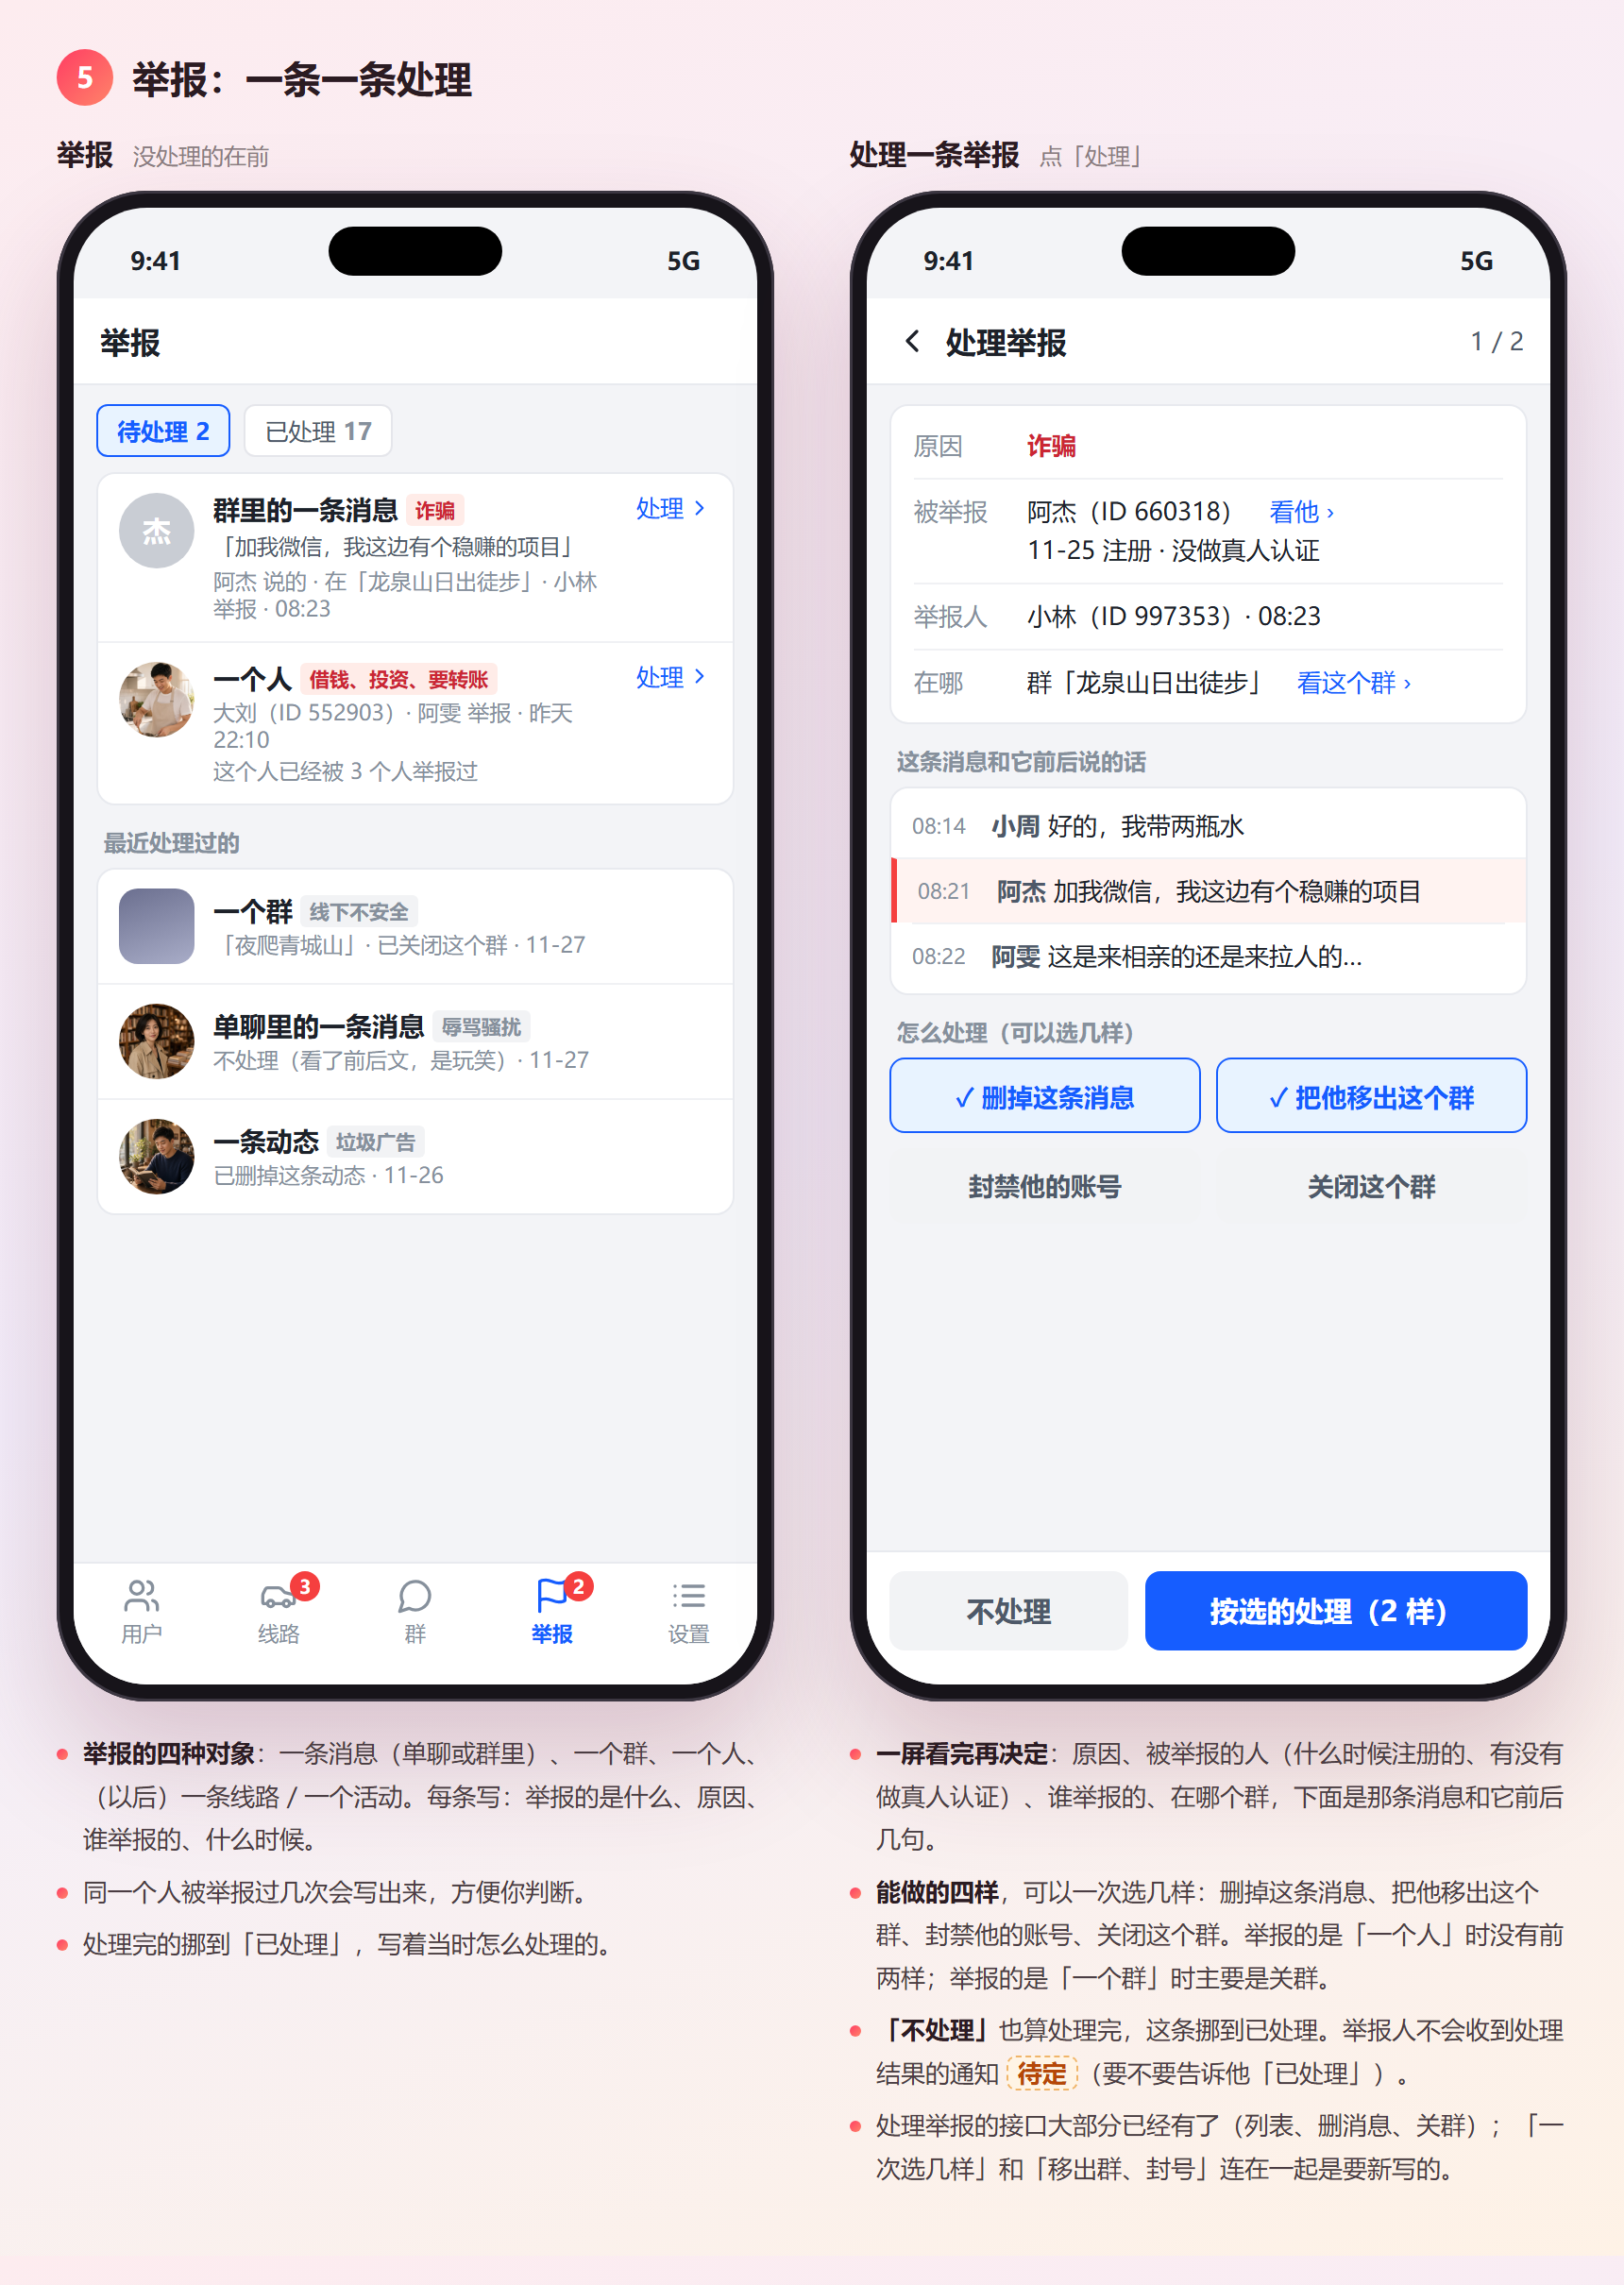 5 举报：一条一条处理
举报 没处理的在前
9:41 5G
举报
待处理 2 已处理 17
杰
群里的一条消息 诈骗 处理 ›
「加我微信，我这边有个稳赚的项目」
阿杰 说的 · 在「龙泉山日出徒步」 · 小林
举报 · 08:23
一个人 借钱、投资、要转账 处理 ›
大刘（ID 552903） · 阿雯 举报 · 昨天
22:10
这个人已经被 3 个人举报过
最近处理过的
一个群 线下不安全
「夜爬青城山」 · 已关闭这个群 · 11-27
单聊里的一条消息 辱骂骚扰
不处理（看了前后文，是玩笑） · 11-27
一条动态 垃圾广告
已删掉这条动态 · 11-26
3 2
用户 线路 群 举报 设置
举报的四种对象：一条消息（单聊或群里）、一个群、一个人、
（以后）一条线路 / 一个活动。每条写：举报的是什么、原因、
谁举报的、什么时候。
同一个人被举报过几次会写出来，方便你判断。
处理完的挪到「已处理」，写着当时怎么处理的。
处理一条举报 点「处理」
9:41 5G
处理举报 1 / 2
原因 诈骗
被举报 阿杰（ID 660318） 看他 ›
11-25 注册 · 没做真人认证
举报人 小林（ID 997353） · 08:23
在哪 群「龙泉山日出徒步」 看这个群 ›
这条消息和它前后说的话
08:14 小周 好的，我带两瓶水
08:21 阿杰 加我微信，我这边有个稳赚的项目
08:22 阿雯 这是来相亲的还是来拉人的...
怎么处理（可以选几样）
✓ 删掉这条消息 ✓ 把他移出这个群
封禁他的账号 关闭这个群
不处理 按选的处理（2 样）
一屏看完再决定：原因、被举报的人（什么时候注册的、有没有
做真人认证）、谁举报的、在哪个群，下面是那条消息和它前后
几句。
能做的四样，可以一次选几样：删掉这条消息、把他移出这个
群、封禁他的账号、关闭这个群。举报的是「一个人」时没有前
两样；举报的是「一个群」时主要是关群。
「不处理」也算处理完，这条挪到已处理。举报人不会收到处理
结果的通知 待定（要不要告诉他「已处理」）。
处理举报的接口大部分已经有了（列表、删消息、关群）；「一
次选几样」和「移出群、封号」连在一起是要新写的。